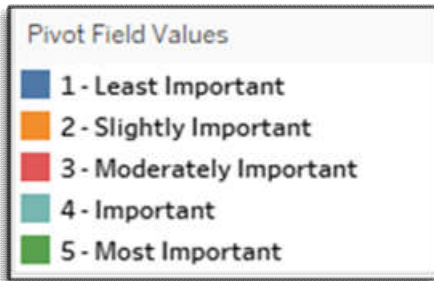 Pivot Field Values
1 - Least Important
2 - Slightly Important
3 - Moderately Important
4 - Important
5 - Most Important